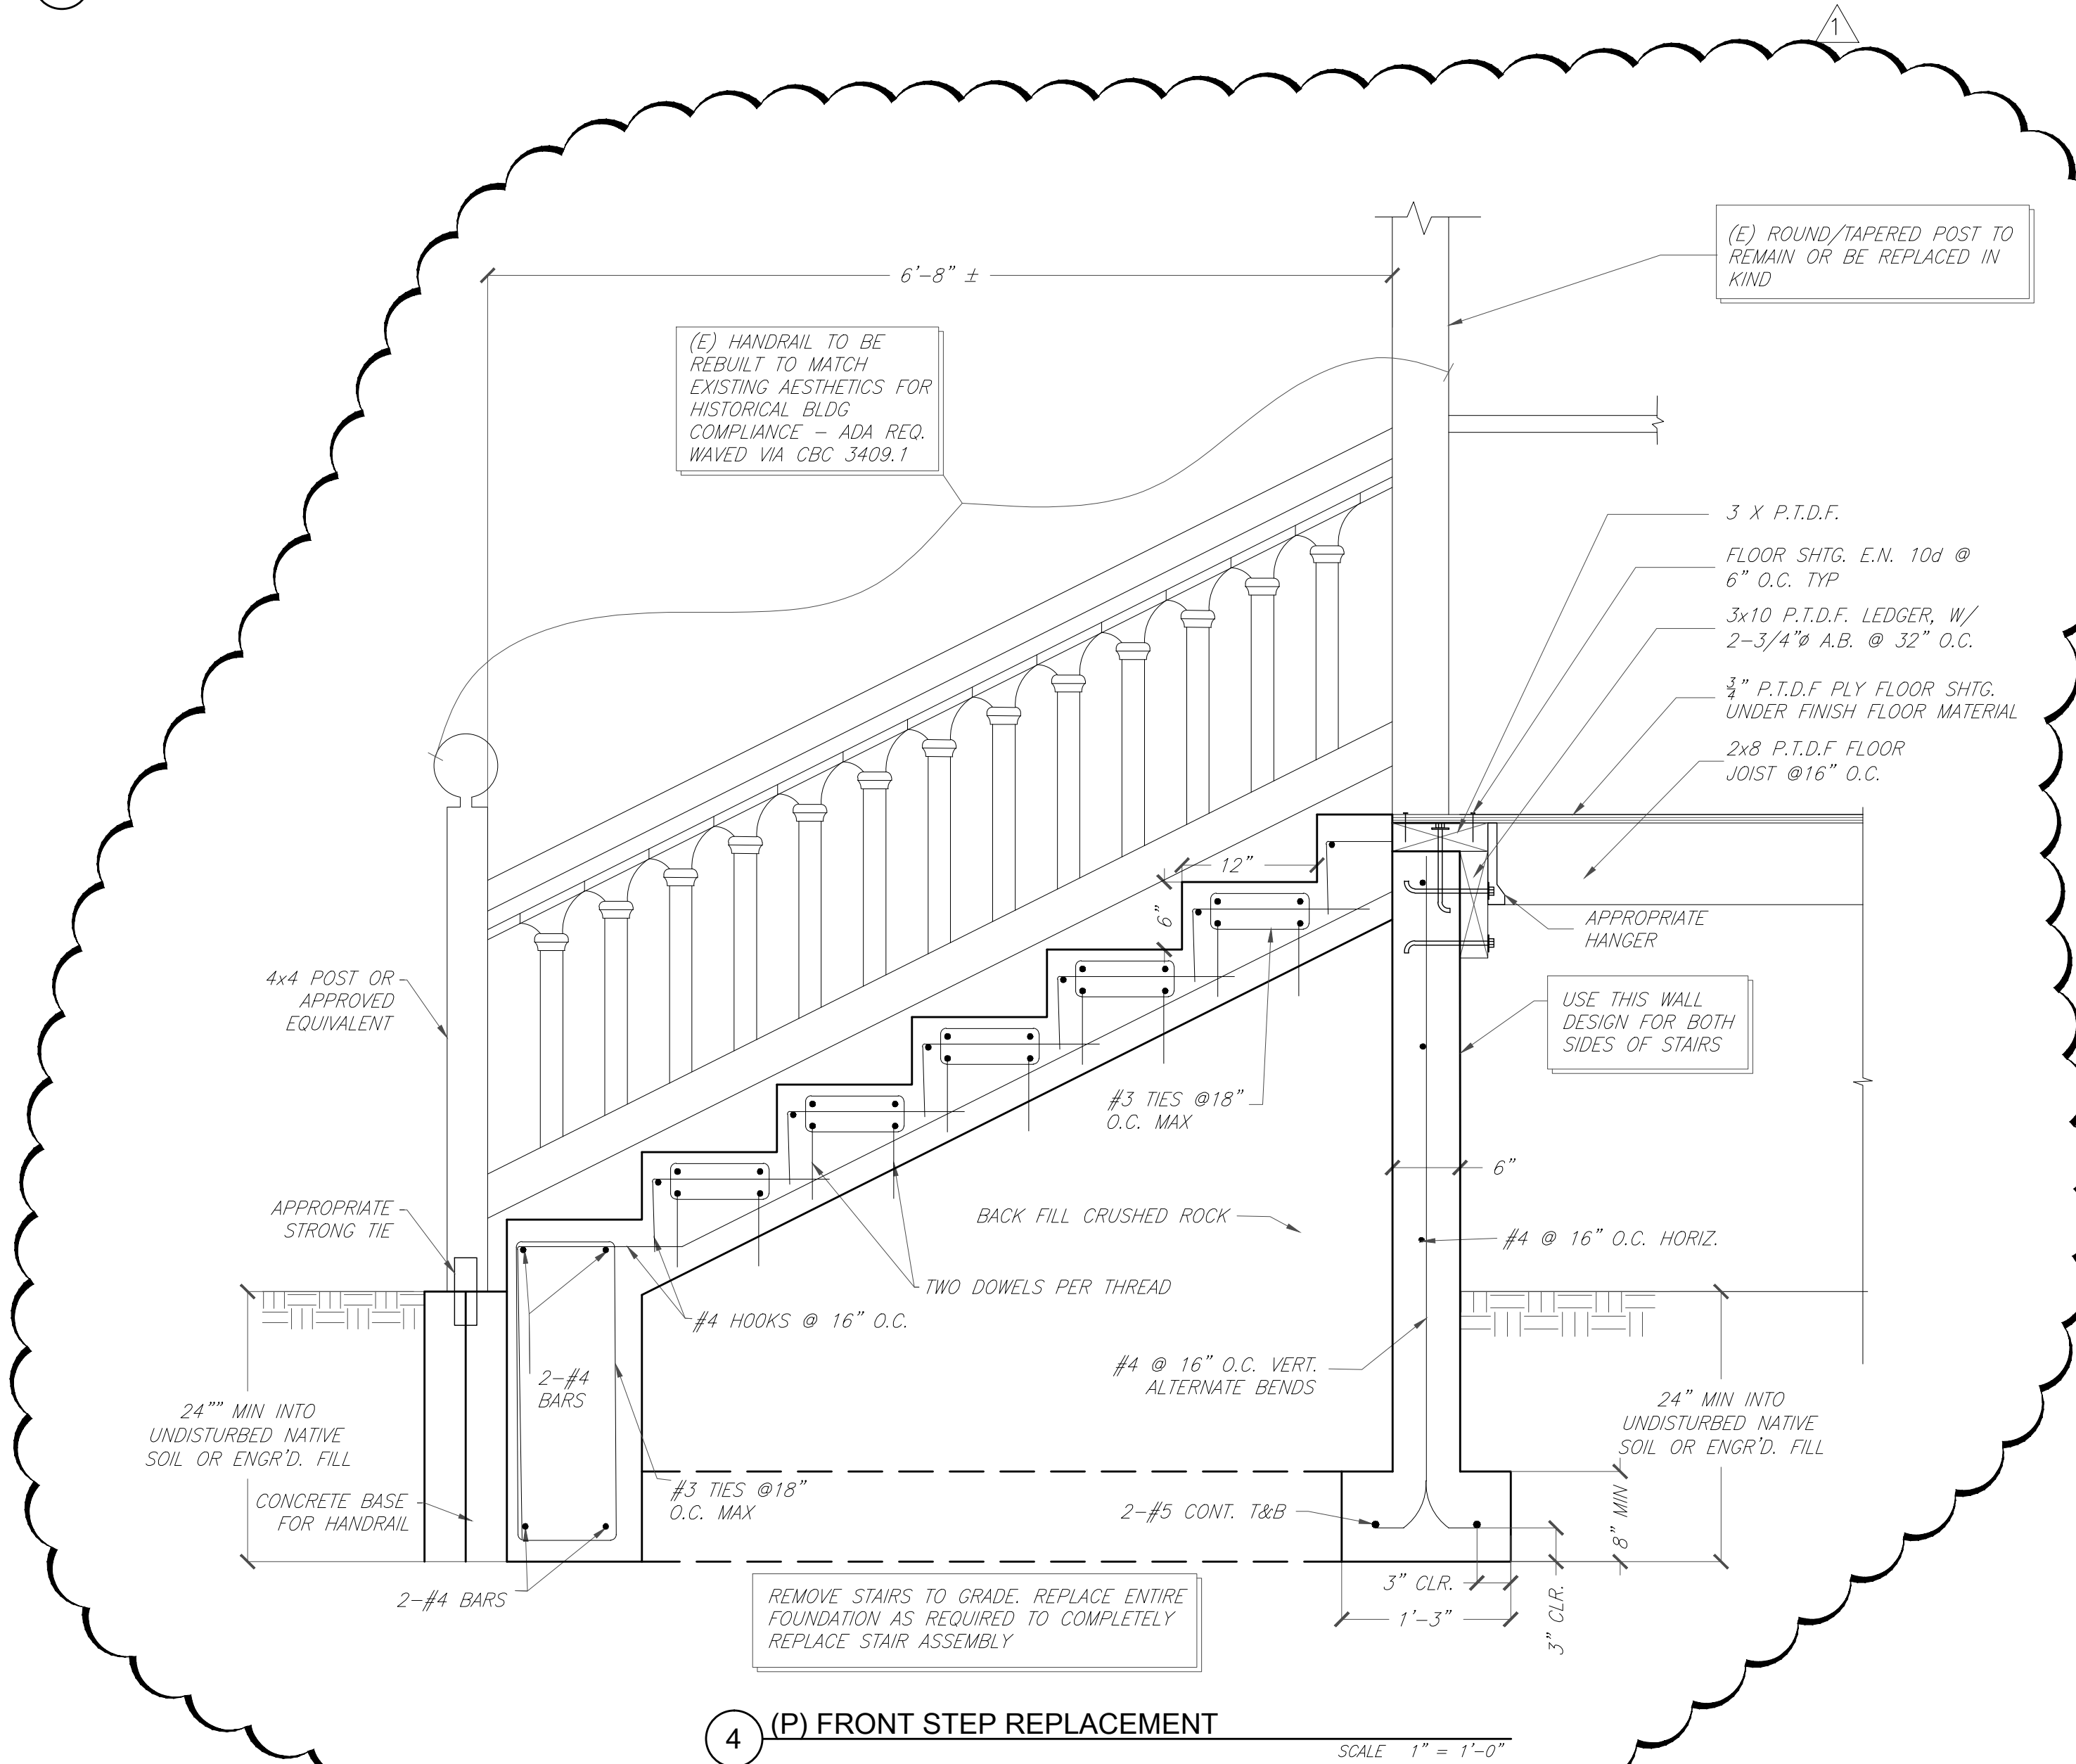 1
(E) ROUND/TAPERED POST TO
REMAIN OR BE REPLACED IN
KIND
6'-8" ±
(E) HANDRAIL TO BE
REBUILT TO MATCH
EXISTING AESTHETICS FOR
HISTORICAL BLDG
COMPLIANCE - ADA REQ.
WAVED VIA CBC 3409.1
3 X P.T.D.F.
FLOOR SHTG. E.N. 10d @
6" O.C. TYP
3x10 P.T.D.F. LEDGER, W/
2-3/4"ø A.B. @ 32" O.C.
3/4" P.T.D.F PLY FLOOR SHTG.
UNDER FINISH FLOOR MATERIAL
2x8 P.T.D.F FLOOR
JOIST @16" O.C.
12"
6"
APPROPRIATE
HANGER
4x4 POST OR
APPROVED
EQUIVALENT
USE THIS WALL
DESIGN FOR BOTH
SIDES OF STAIRS
#3 TIES @18"
O.C. MAX
6"
APPROPRIATE
STRONG TIE
BACK FILL CRUSHED ROCK
#4 @ 16" O.C. HORIZ.
TWO DOWELS PER THREAD
#4 HOOKS @ 16" O.C.
2-#4
BARS
#4 @ 16" O.C. VERT.
ALTERNATE BENDS
24"" MIN INTO
UNDISTURBED NATIVE
SOIL OR ENGR'D. FILL
24" MIN INTO
UNDISTURBED NATIVE
SOIL OR ENGR'D. FILL
CONCRETE BASE
FOR HANDRAIL
#3 TIES @18"
O.C. MAX
2-#5 CONT. T&B
8" MIN
3" CLR.
3" CLR.
1'-3"
2-#4 BARS
REMOVE STAIRS TO GRADE. REPLACE ENTIRE
FOUNDATION AS REQUIRED TO COMPLETELY
REPLACE STAIR ASSEMBLY
4
(P) FRONT STEP REPLACEMENT
SCALE 1" = 1'-0"